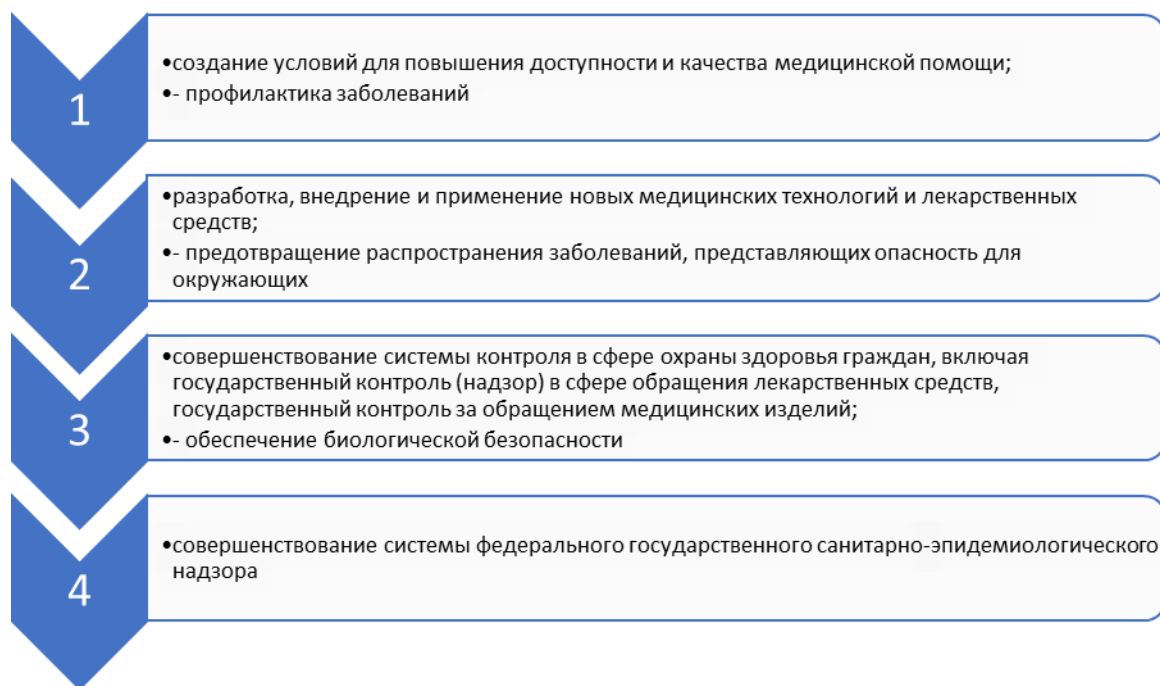 1
•создание условий для повышения доступности и качества медицинской помощи;
•- профилактика заболеваний
2
•разработка, внедрение и применение новых медицинских технологий и лекарственных
средств;
•- предотвращение распространения заболеваний, представляющих опасность для
окружающих
3
•совершенствование системы контроля в сфере охраны здоровья граждан, включая
государственный контроль (надзор) в сфере обращения лекарственных средств,
государственный контроль за обращением медицинских изделий;
•- обеспечение биологической безопасности
4
•совершенствование системы федерального государственного санитарно-эпидемиологического
надзора